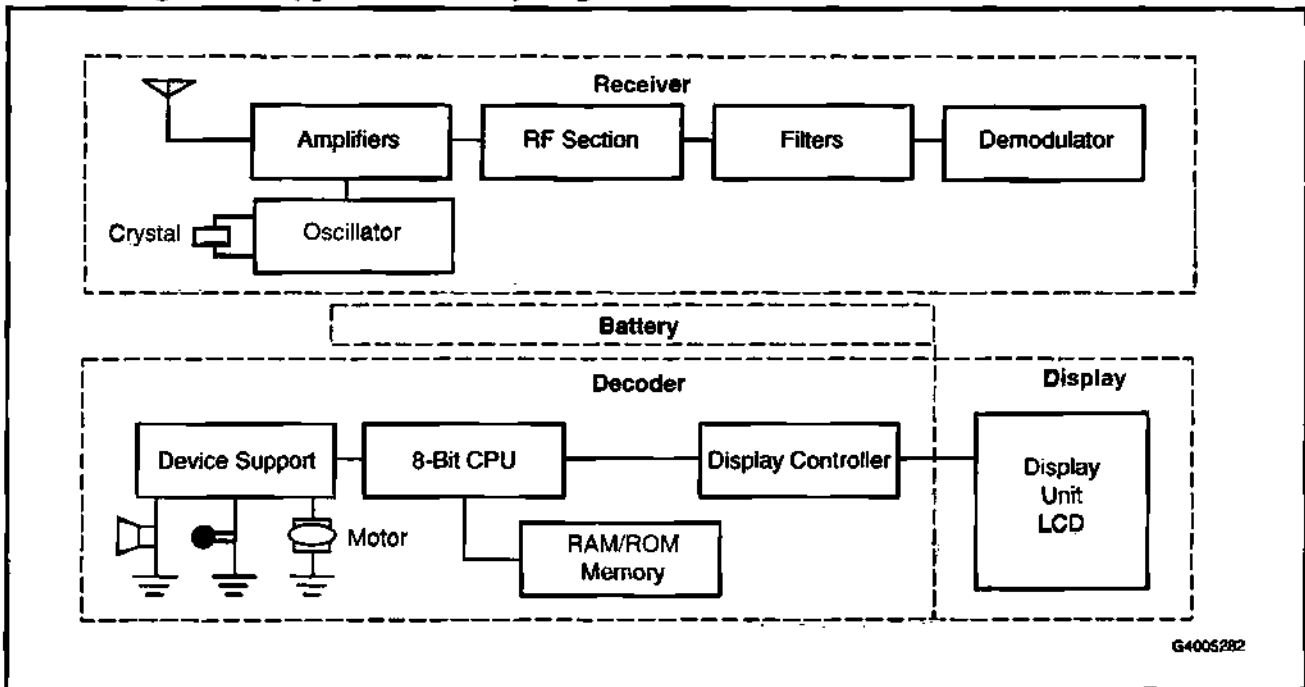 Receiver
Amplifiers
RF Section
Filters
Demodulator
Crystal
Oscillator
Battery
Decoder
Display
Device Support
8-Bit CPU
Display Controller
Display
Unit
LCD
Motor
RAM/ROM
Memory
G4005282